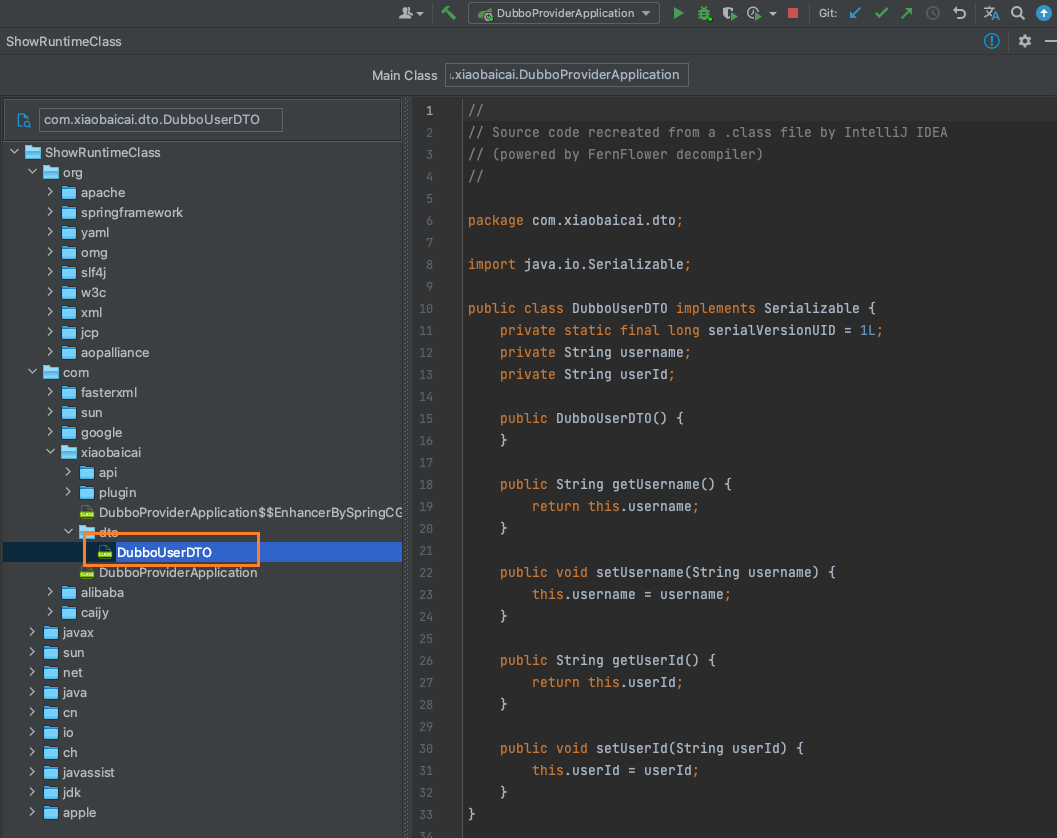 DubboProviderApplication
Git:
ShowRuntimeClass
Main Class
.xiaobaicai.DubboProviderApplication
com.xiaobaicai.dto.DubboUserDTO
ShowRuntimeClass
org
apache
springframework
yaml
omg
slf4j
w3c
xml
jcp
aopalliance
com
fasterxml
sun
google
xiaobaicai
api
plugin
DubboProviderApplication$$EnhancerBySpringCG
dto
DubboUserDTO
DubboProviderApplication
alibaba
caijy
javax
sun
net
java
cn
io
ch
javassist
jdk
apple
1 //
2 // Source code recreated from a .class file by IntelliJ IDEA
3 // (powered by FernFlower decompiler)
4 //
5
6 package com.xiaobaicai.dto;
7
8 import java.io.Serializable;
9
10 public class DubboUserDTO implements Serializable {
11     private static final long serialVersionUID = 1L;
12     private String username;
13     private String userId;
14
15     public DubboUserDTO() {
16     }
17
18     public String getUsername() {
19         return this.username;
20     }
21
22     public void setUsername(String username) {
23         this.username = username;
24     }
25
26     public String getUserId() {
27         return this.userId;
28     }
29
30     public void setUserId(String userId) {
31         this.userId = userId;
32     }
33 }
34